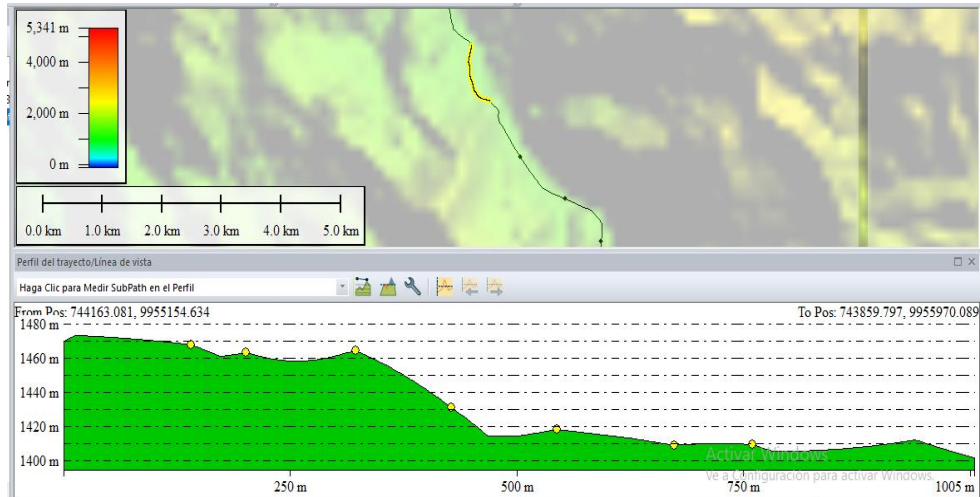 5,341 m
4,000 m
2,000 m
0 m
0.0 km 1.0 km 2.0 km 3.0 km 4.0 km 5.0 km
Perfil del trayecto/Línea de vista
Haga Clic para Medir SubPath en el Perfil
From Pos: 744163.081, 9955154.634 To Pos: 743859.797, 9955970.089
1480 m
1460 m
1440 m
1420 m
1400 m
Activar Windows
Ve a Configuración para activar Windows.
250 m 500 m 750 m 1005 m